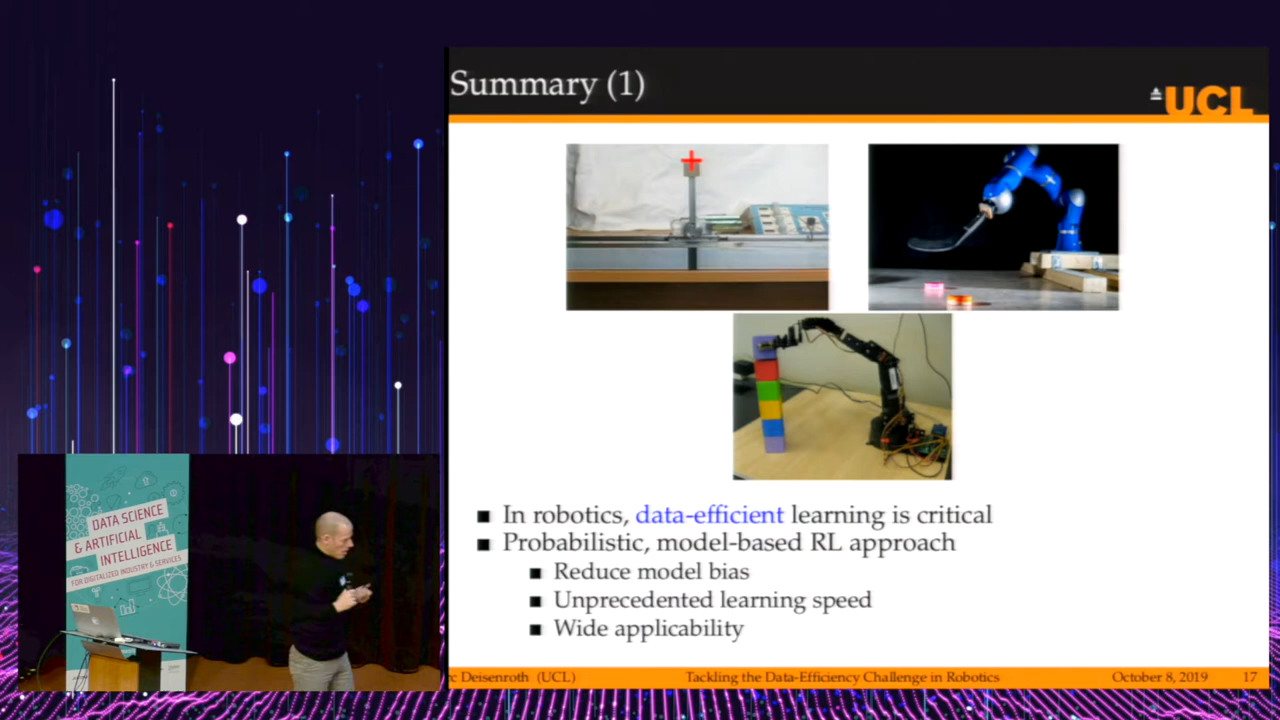 Summary (1)
UCL
In robotics, data-efficient learning is critical
Probabilistic, model-based RL approach
Reduce model bias
Unprecedented learning speed
Wide applicability
c Deisenroth (UCL)
Tackling the Data-Efficiency Challenge in Robotics
October 8, 2019
17
DATA SCIENCE
& ARTIFICIAL
INTELLIGENCE
FOR DIGITALIZED INDUSTRY & SERVICES